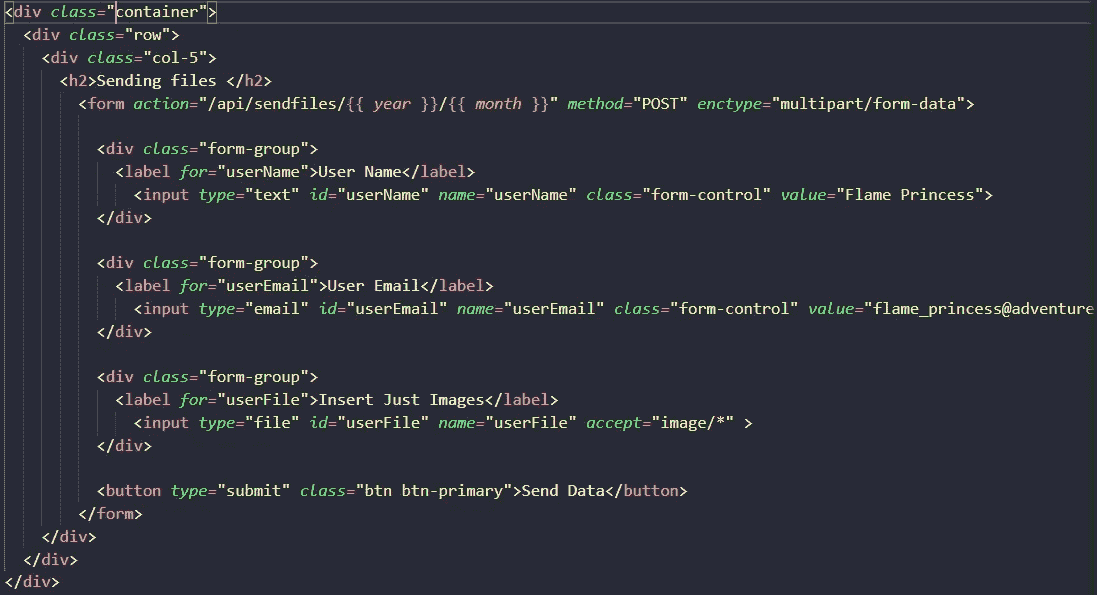 <div class="container">
<div class="row">
<div class="col-5">
<h2>Sending files </h2>
<form action="/api/sendfiles/{{ year }}/{{ month }}" method="POST" enctype="multipart/form-data">
<div class="form-group">
<label for="userName">User Name</label>
<input type="text" id="userName" name="userName" class="form-control" value="Flame Princess">
</div>
<div class="form-group">
<label for="userEmail">User Email</label>
<input type="email" id="userEmail" name="userEmail" class="form-control" value="flame_princess@adventure
</div>
<div class="form-group">
<label for="userFile">Insert Just Images</label>
<input type="file" id="userFile" name="userFile" accept="image/*" >
</div>
<button type="submit" class="btn btn-primary">Send Data</button>
</form>
</div>
</div>
</div>